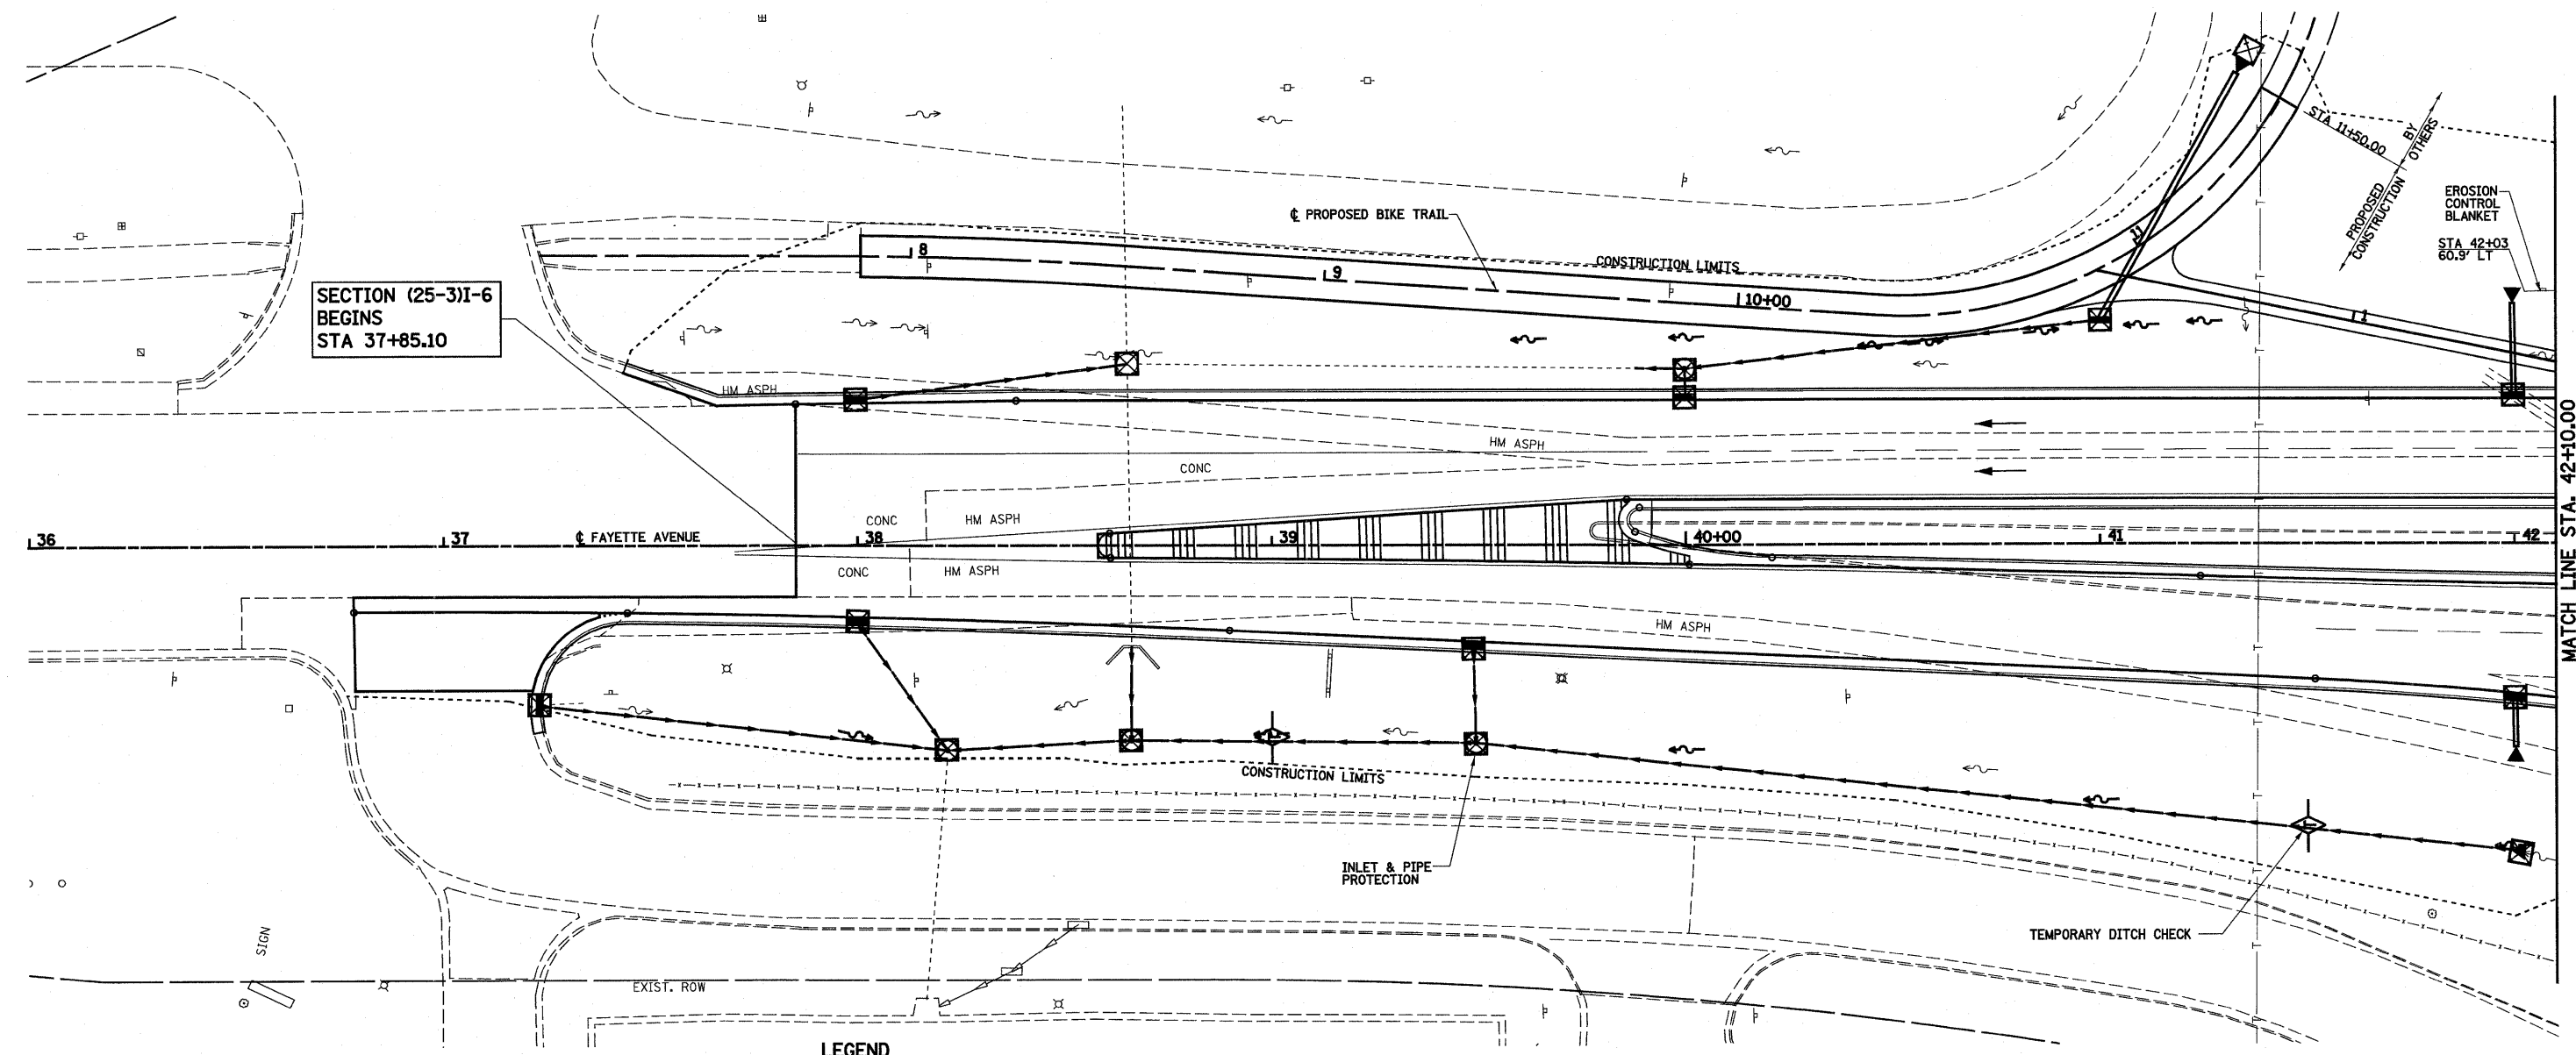 STA 11+50.00
BY
OTHERS
PROPOSED
CONSTRUCTION
EROSION
CONTROL
BLANKET
STA 42+03
60.9' LT
℄ PROPOSED BIKE TRAIL
CONSTRUCTION LIMITS
8
9
10+00
11
1
SECTION (25-3)I-6
BEGINS
STA 37+85.10
HM ASPH
HM ASPH
CONC
CONC
HM ASPH
36
37
℄ FAYETTE AVENUE
38
39
40+00
41
42
MATCH LINE STA. 42+10.00
CONC
HM ASPH
HM ASPH
CONSTRUCTION LIMITS
INLET & PIPE
PROTECTION
TEMPORARY DITCH CHECK
SIGN
EXIST. ROW
LEGEND